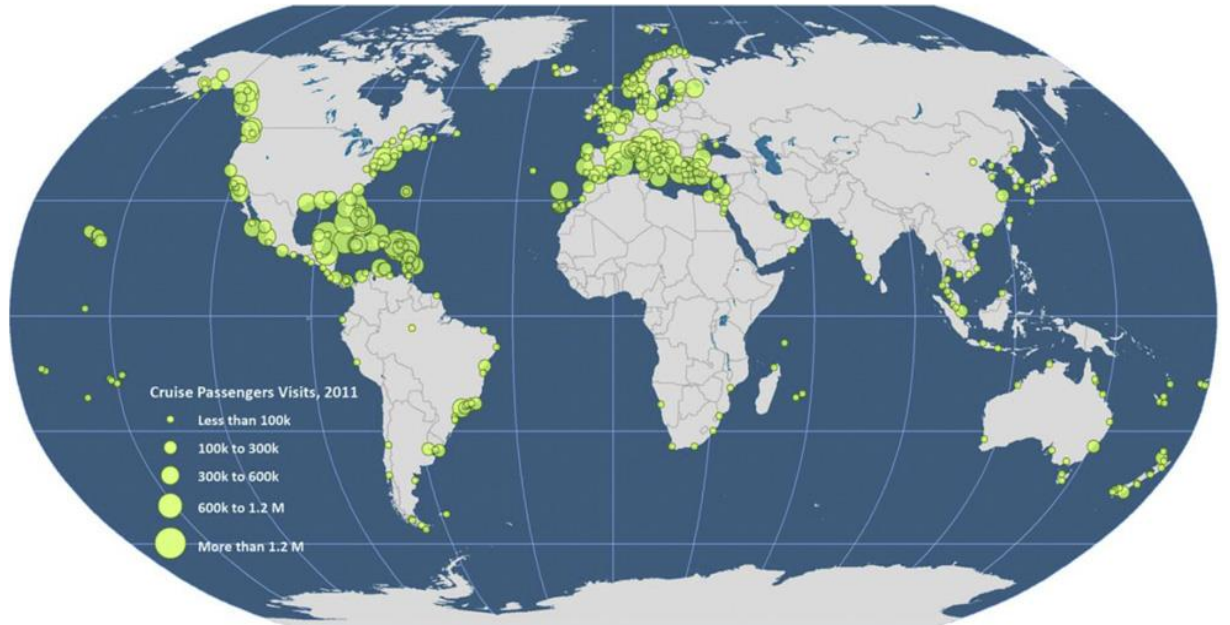 Cruise Passengers Visits, 2011
Less than 100k
100k to 300k
300k to 600k
600k to 1.2 M
More than 1.2 M